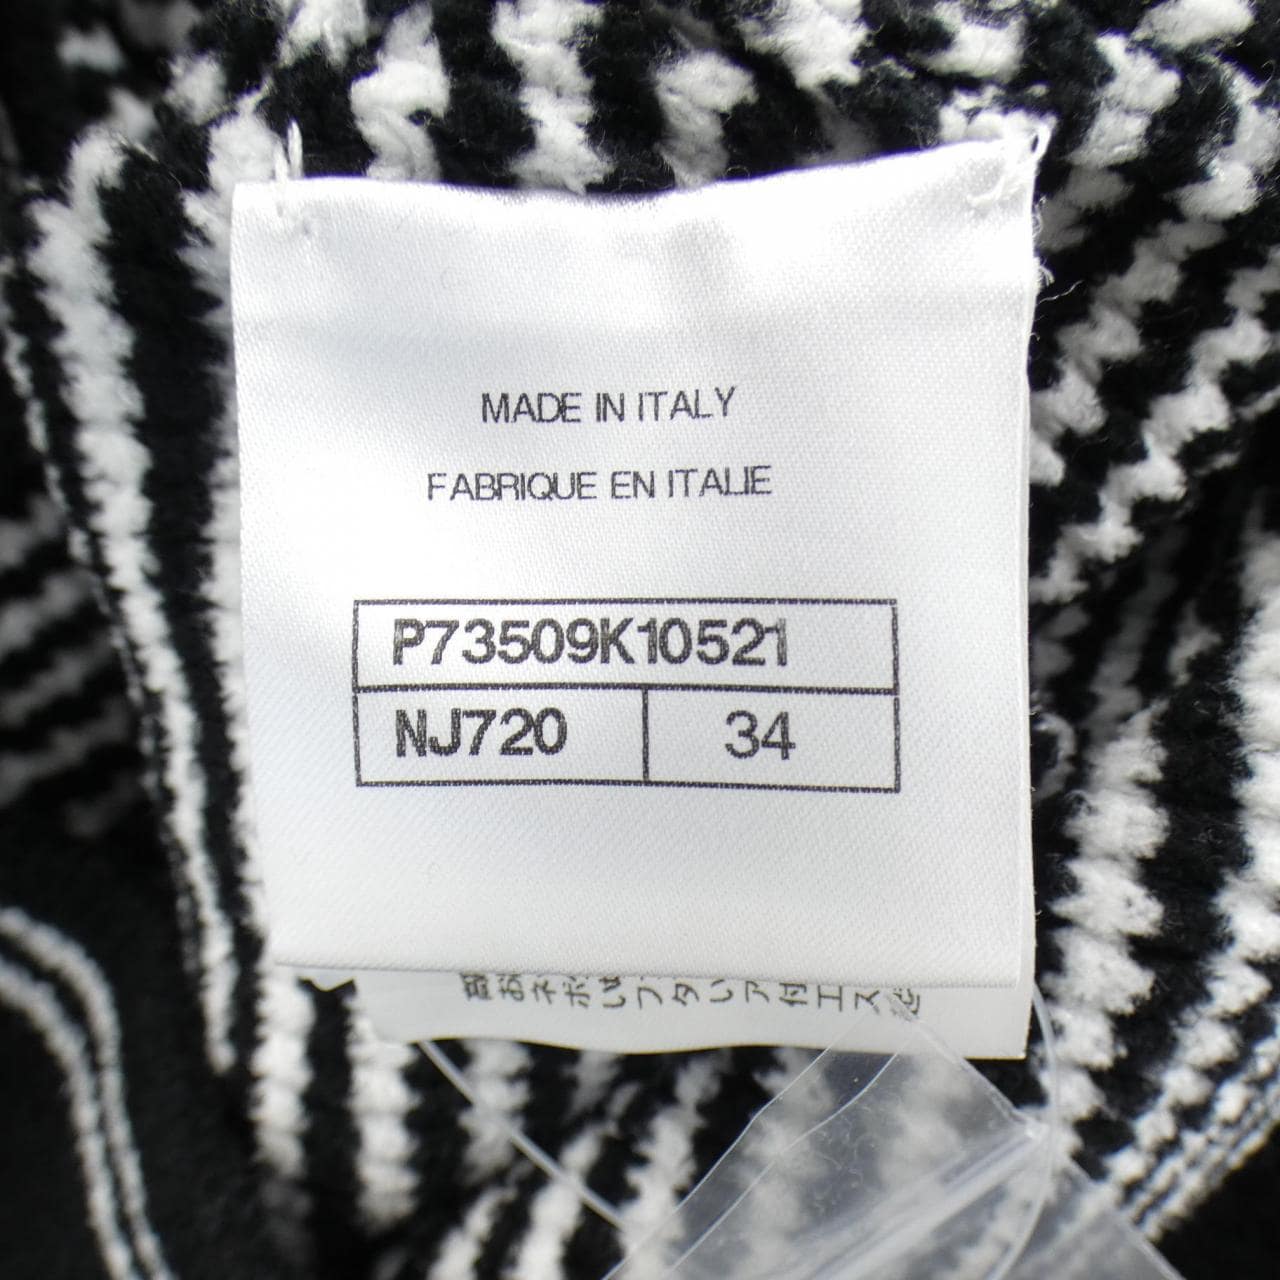 MADE IN ITALY
FABRIQUE EN ITALIE
P73509K10521
NJ720 34